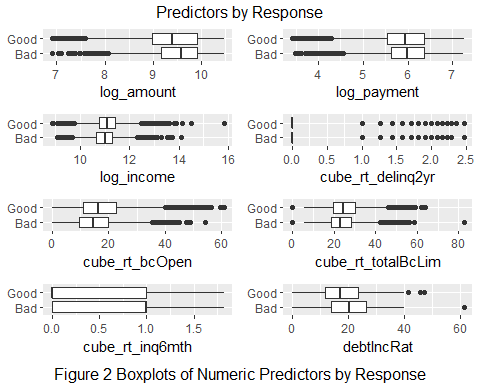 Predictors by Response
Good
Bad
7 8 9 10
log_amount
Good
Bad
4 5 6 7
log_payment
Good
Bad
10 12 14 16
log_income
Good
Bad
0.0 0.5 1.0 1.5 2.0 2.5
cube_rt_delinq2yr
Good
Bad
0 20 40 60
cube_rt_bcOpen
Good
Bad
0 20 40 60 80
cube_rt_totalBcLim
Good
Bad
0.0 0.5 1.0 1.5
cube_rt_inq6mth
Good
Bad
0 20 40 60
debtIncRat
Figure 2 Boxplots of Numeric Predictors by Response